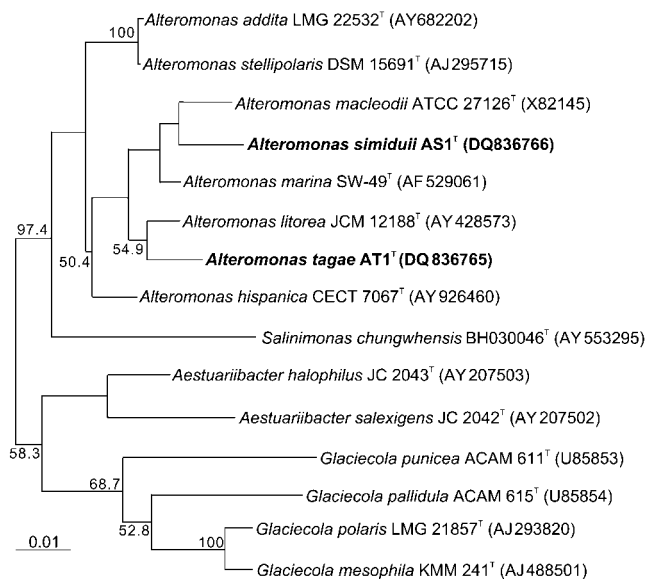 Alteromonas addita LMG 22532T (AY682202)
100
Alteromonas stellipolaris DSM 15691T (AJ295715)
Alteromonas macleodii ATCC 27126T (X82145)
Alteromonas simiduii AS1T (DQ836766)
Alteromonas marina SW-49T (AF529061)
Alteromonas litorea JCM 12188T (AY428573)
97.4
54.9
50.4
Alteromonas tagae AT1T (DQ836765)
Alteromonas hispanica CECT 7067T (AY926460)
Salinimonas chungwhensis BH030046T (AY553295)
Aestuariibacter halophilus JC 2043T (AY207503)
Aestuariibacter salexigens JC 2042T (AY207502)
58.3
Glaciecola punicea ACAM 611T (U85853)
68.7
Glaciecola pallidula ACAM 615T (U85854)
52.8
Glaciecola polaris LMG 21857T (AJ293820)
0.01
100
Glaciecola mesophila KMM 241T (AJ488501)